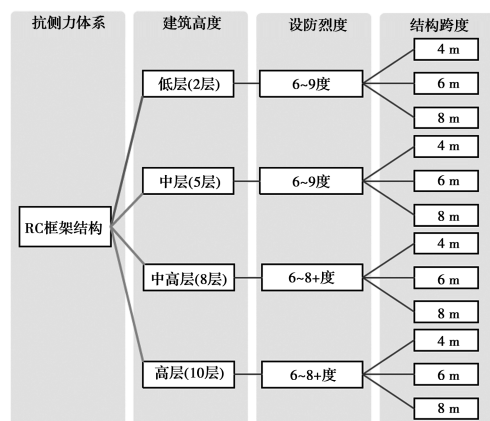 抗侧力体系 建筑高度 设防烈度 结构跨度
4 m
低层(2层) 6~9度 6 m
8 m
4 m
中层(5层) 6~9度 6 m
8 m
RC框架结构
4 m
中高层(8层) 6~8+度 6 m
8 m
4 m
高层(10层) 6~8+度 6 m
8 m